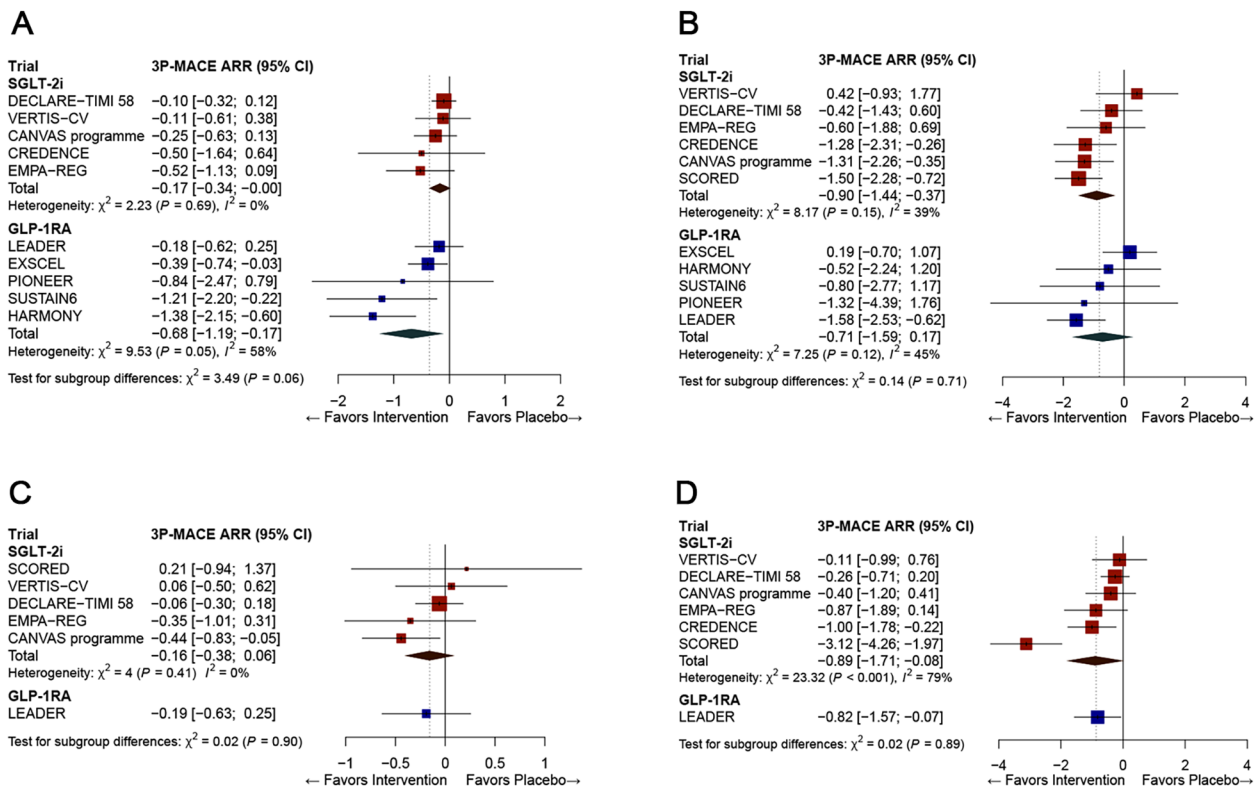 A
Trial 3P-MACE ARR (95% CI)
SGLT-2i
DECLARE−TIMI 58 −0.10 [−0.32; 0.12]
VERTIS−CV −0.11 [−0.61; 0.38]
CANVAS programme −0.25 [−0.63; 0.13]
CREDENCE −0.50 [−1.64; 0.64]
EMPA−REG −0.52 [−1.13; 0.09]
Total −0.17 [−0.34; −0.00]
Heterogeneity: χ² = 2.23 (P = 0.69), I² = 0%
GLP-1RA
LEADER −0.18 [−0.62; 0.25]
EXSCEL −0.39 [−0.74; −0.03]
PIONEER −0.84 [−2.47; 0.79]
SUSTAIN6 −1.21 [−2.20; −0.22]
HARMONY −1.38 [−2.15; −0.60]
Total −0.68 [−1.19; −0.17]
Heterogeneity: χ² = 9.53 (P = 0.05), I² = 58%
Test for subgroup differences: χ² = 3.49 (P = 0.06)
−2 −1 0 1 2
← Favors Intervention Favors Placebo→
B
Trial 3P-MACE ARR (95% CI)
SGLT-2i
VERTIS−CV 0.42 [−0.93; 1.77]
DECLARE−TIMI 58 −0.42 [−1.43; 0.60]
EMPA−REG −0.60 [−1.88; 0.69]
CREDENCE −1.28 [−2.31; −0.26]
CANVAS programme −1.31 [−2.26; −0.35]
SCORED −1.50 [−2.28; −0.72]
Total −0.90 [−1.44; −0.37]
Heterogeneity: χ² = 8.17 (P = 0.15), I² = 39%
GLP-1RA
EXSCEL 0.19 [−0.70; 1.07]
HARMONY −0.52 [−2.24; 1.20]
SUSTAIN6 −0.80 [−2.77; 1.17]
PIONEER −1.32 [−4.39; 1.76]
LEADER −1.58 [−2.53; −0.62]
Total −0.71 [−1.59; 0.17]
Heterogeneity: χ² = 7.25 (P = 0.12), I² = 45%
Test for subgroup differences: χ² = 0.14 (P = 0.71)
−4 −2 0 2 4
← Favors Intervention Favors Placebo→
C
Trial 3P-MACE ARR (95% CI)
SGLT-2i
SCORED 0.21 [−0.94; 1.37]
VERTIS−CV 0.06 [−0.50; 0.62]
DECLARE−TIMI 58 −0.06 [−0.30; 0.18]
EMPA−REG −0.35 [−1.01; 0.31]
CANVAS programme −0.44 [−0.83; −0.05]
Total −0.16 [−0.38; 0.06]
Heterogeneity: χ² = 4 (P = 0.41) I² = 0%
GLP-1RA
LEADER −0.19 [−0.63; 0.25]
Test for subgroup differences: χ² = 0.02 (P = 0.90)
−1 −0.5 0 0.5 1
← Favors Intervention Favors Placebo→
D
Trial 3P-MACE ARR (95% CI)
SGLT-2i
VERTIS−CV −0.11 [−0.99; 0.76]
DECLARE−TIMI 58 −0.26 [−0.71; 0.20]
CANVAS programme −0.40 [−1.20; 0.41]
EMPA−REG −0.87 [−1.89; 0.14]
CREDENCE −1.00 [−1.78; −0.22]
SCORED −3.12 [−4.26; −1.97]
Total −0.89 [−1.71; −0.08]
Heterogeneity: χ² = 23.32 (P < 0.001), I² = 79%
GLP-1RA
LEADER −0.82 [−1.57; −0.07]
Test for subgroup differences: χ² = 0.02 (P = 0.89)
−4 −2 0 2 4
← Favors Intervention Favors Placebo→